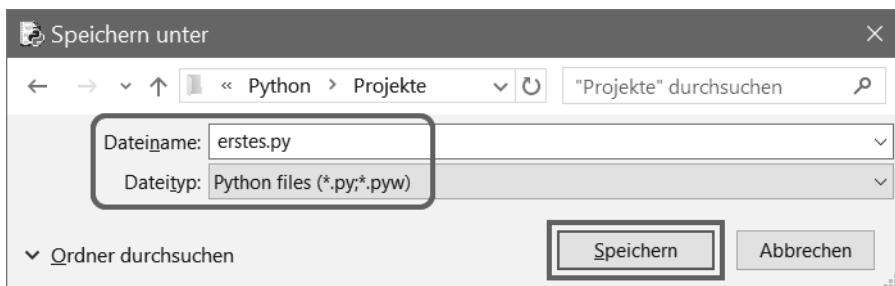 Speichern unter
« Python > Projekte "Projekte" durchsuchen
Dateiname: erstes.py
Dateityp: Python files (*.py;*.pyw)
Ordner durchsuchen Speichern Abbrechen